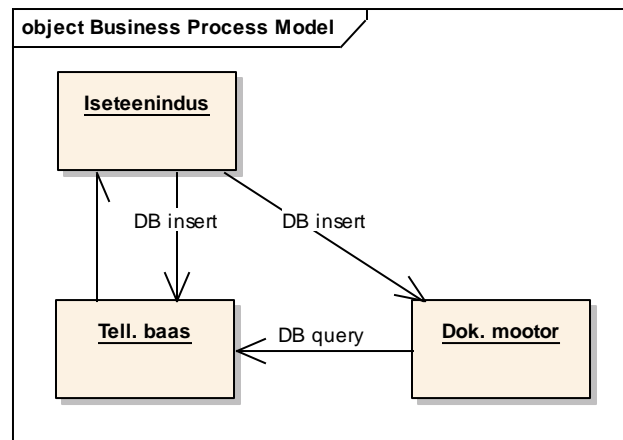 object Business Process Model
Iseteenindus
DB insert
DB insert
Tell. baas
DB query
Dok. mootor